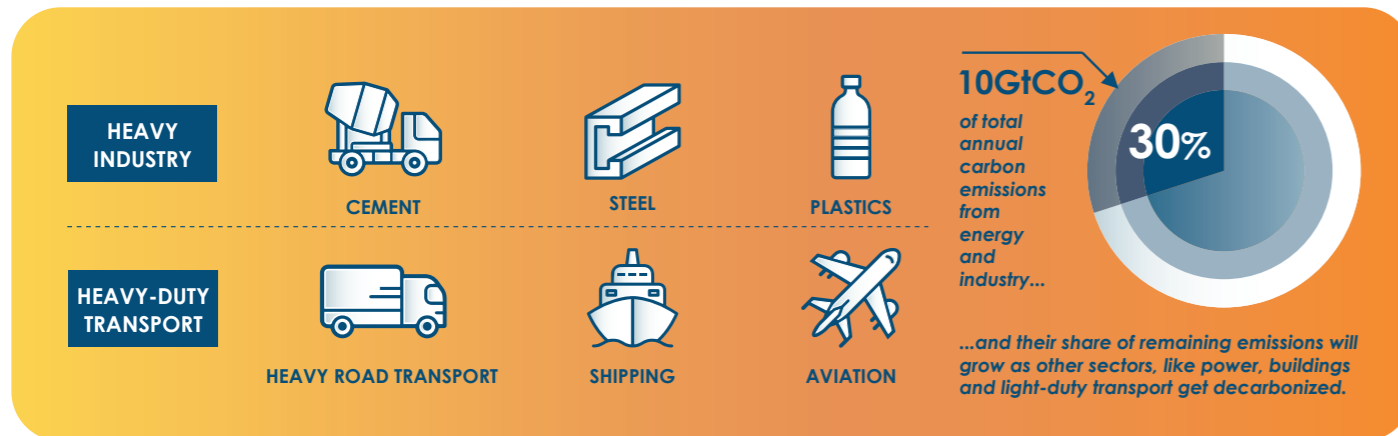 HEAVY
INDUSTRY
CEMENT
STEEL
PLASTICS
HEAVY-DUTY
TRANSPORT
HEAVY ROAD TRANSPORT
SHIPPING
AVIATION
10GtCO₂
30%
of total
annual
carbon
emissions
from
energy
and
industry...
...and their share of remaining emissions will
grow as other sectors, like power, buildings
and light-duty transport get decarbonized.